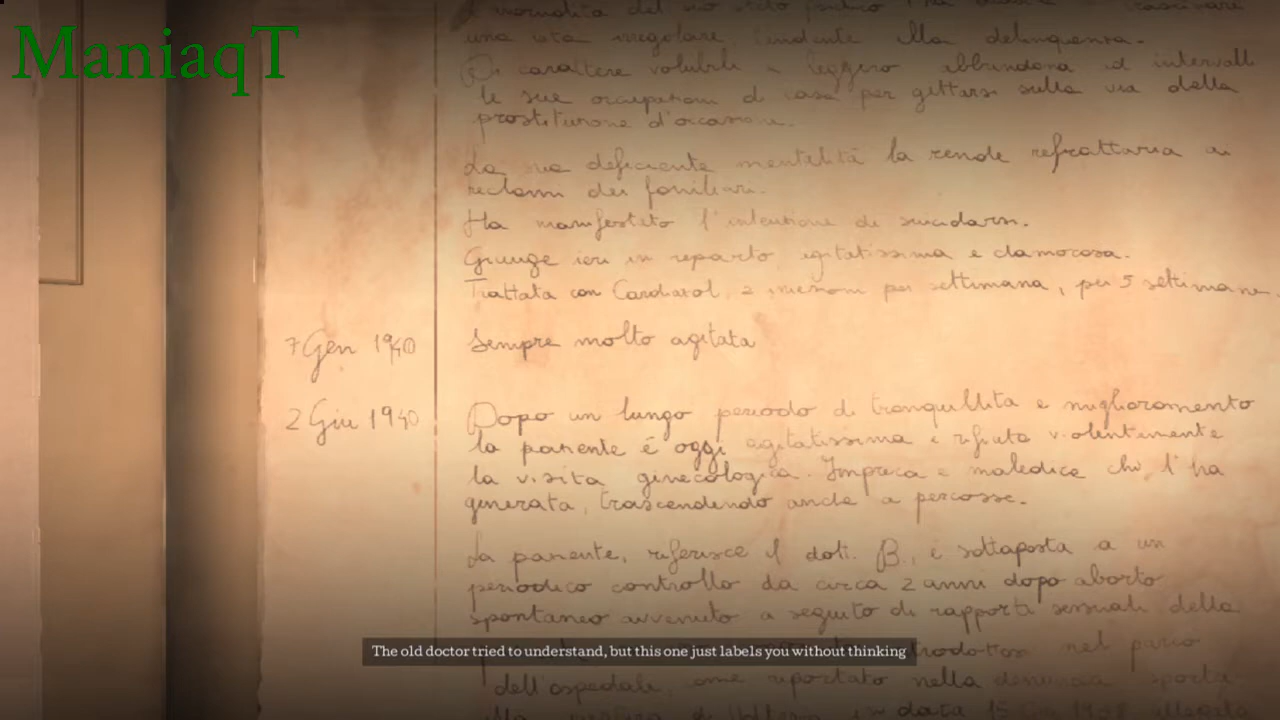 ManiaqT
una vita irregolare tendente alla delinquenza.
Di carattere volubile e leggero abbandona ad intervalli
le sue occupazioni di casa per gettarsi sulla via della
prostituzione d'occasione.
La sua deficiente mentalità la rende refrattaria ai
reclami dei familiari.
Ha manifestato l'intenzione di suicidarsi.
Giunge ieri in reparto agitatissima e clamorosa.
Trattata con Cardiazol, 2 iniezioni per settimana, per 5 settimane.
7 Gen 1940 Sempre molto agitata
2 Giu 1940 Dopo un lungo periodo di tranquillità e miglioramento
la paziente é oggi agitatissima e rifiuta violentemente
la visita ginecologica. Impreca e maledice chi l'ha
generata, trascendendo anche a percosse.
La paziente, riferisce il dott. B., è sottoposta a un
periodico controllo da circa 2 anni dopo aborto
spontaneo avvenuto a seguito di rapporti sessuali della
nel parco
The old doctor tried to understand, but this one just labels you without thinking
dell'ospedale, come riportato nella denuncia sporta
in data